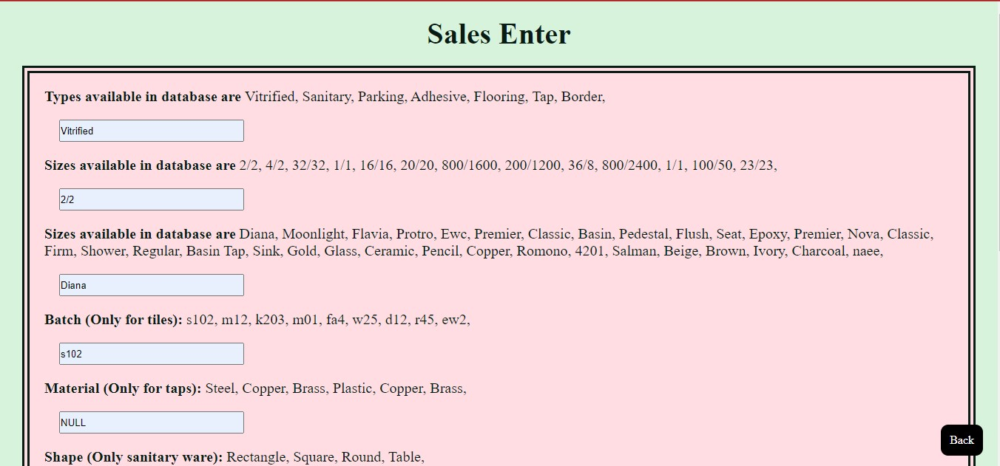 Sales Enter
Types available in database are Vitrified, Sanitary, Parking, Adhesive, Flooring, Tap, Border,
Vitrified
Sizes available in database are 2/2, 4/2, 32/32, 1/1, 16/16, 20/20, 800/1600, 200/1200, 36/8, 800/2400, 1/1, 100/50, 23/23,
2/2
Sizes available in database are Diana, Moonlight, Flavia, Protro, Ewc, Premier, Classic, Basin, Pedestal, Flush, Seat, Epoxy, Premier, Nova, Classic,
Firm, Shower, Regular, Basin Tap, Sink, Gold, Glass, Ceramic, Pencil, Copper, Romono, 4201, Salman, Beige, Brown, Ivory, Charcoal, naee,
Diana
Batch (Only for tiles): s102, m12, k203, m01, fa4, w25, d12, r45, ew2,
s102
Material (Only for taps): Steel, Copper, Brass, Plastic, Copper, Brass,
NULL
Back
Shape (Only sanitary ware): Rectangle, Square, Round, Table,